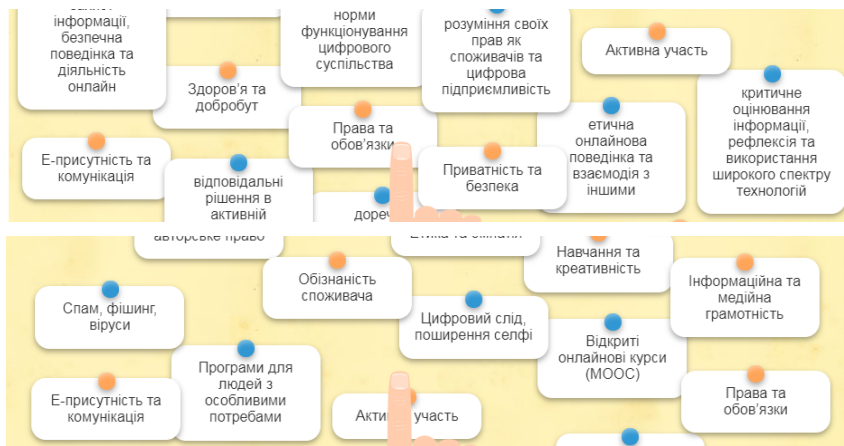 інформації,
безпечна
поведінка та
діяльність
онлайн
Здоров'я та
добробут
норми
функціонування
цифрового
суспільства
розуміння своїх
прав як
споживачів та
цифрова
підприємливість
Активна участь
критичне
оцінювання
інформації,
рефлексія та
використання
широкого спектру
технологій
Е-присутність та
комунікація
відповідальні
рішення в
активній
Права та
обов'язки
Приватність та
безпека
етична
онлайнова
поведінка та
взаємодія з
іншими
авторське право
Обізнаність
споживача
Навчання та
креативність
Інформаційна та
медійна
грамотність
Спам, фішинг,
віруси
Цифровий слід,
поширення селфі
Відкриті
онлайнові курси
(МООС)
Програми для
людей з
особливими
потребами
Е-присутність та
комунікація
участь
Права та
обов'язки